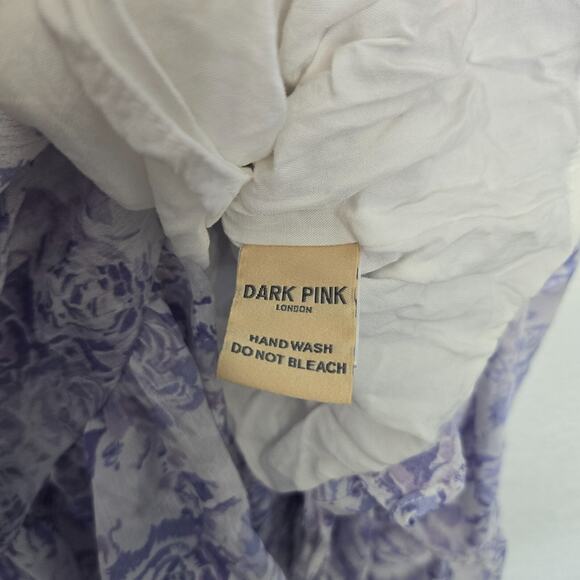 DARK PINK
LONDON
HAND WASH
DO NOT BLEACH